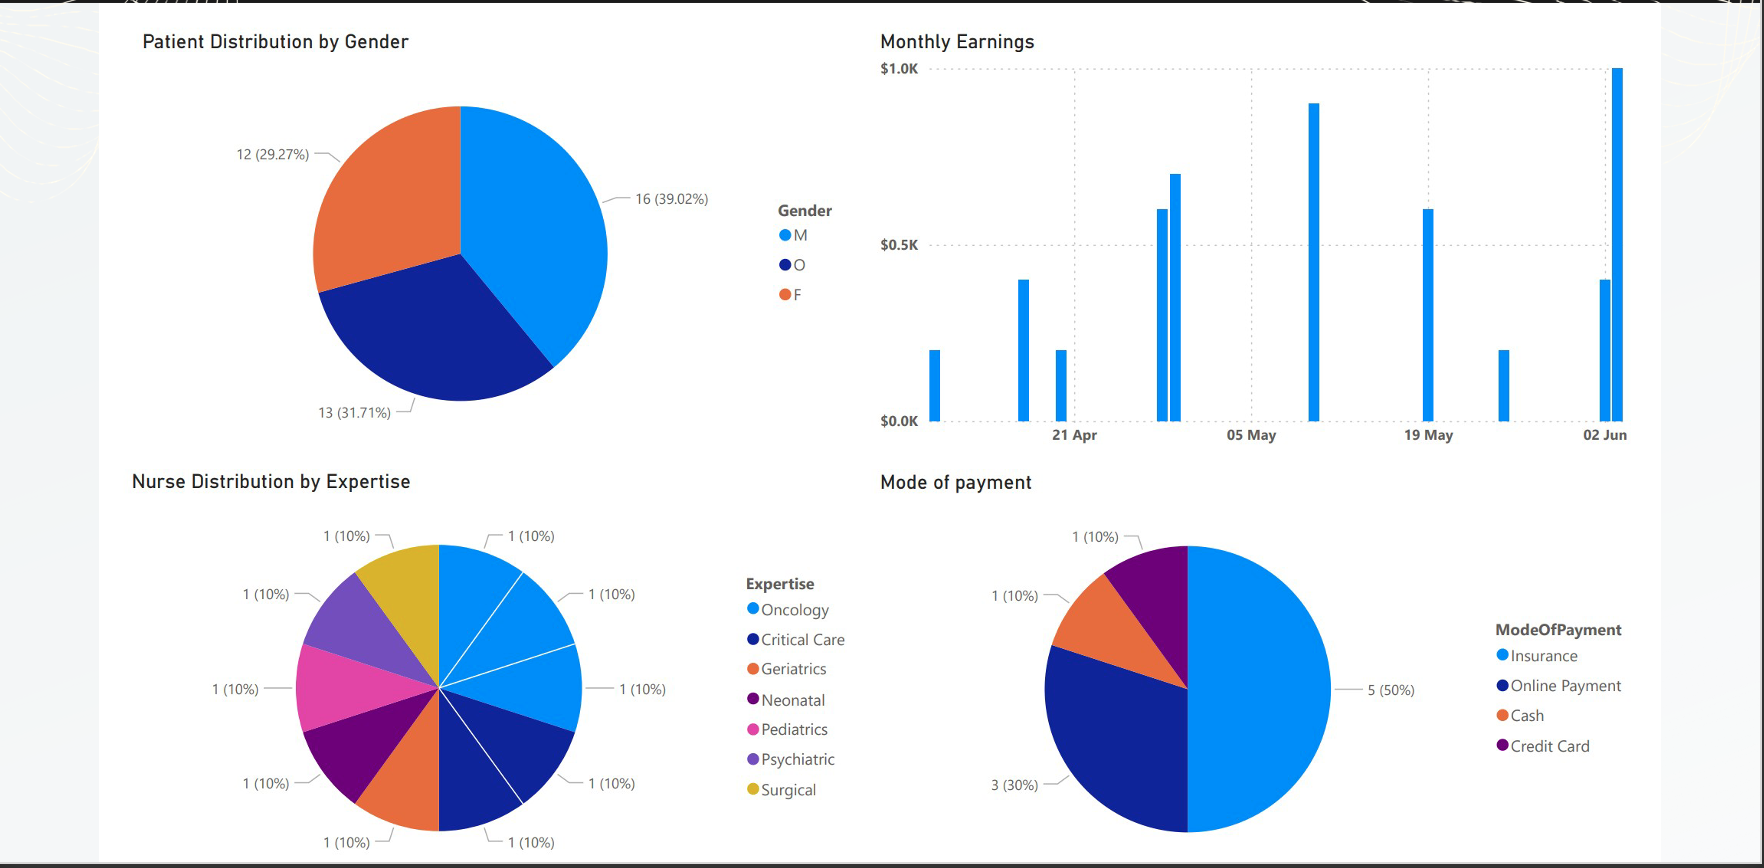 Patient Distribution by Gender
12 (29.27%)
16 (39.02%)
13 (31.71%)
Gender
M
O
F
Monthly Earnings
$1.0K
$0.5K
$0.0K
21 Apr
05 May
19 May
02 Jun
Nurse Distribution by Expertise
1 (10%)
1 (10%)
1 (10%)
1 (10%)
1 (10%)
1 (10%)
1 (10%)
1 (10%)
1 (10%)
1 (10%)
Expertise
Oncology
Critical Care
Geriatrics
Neonatal
Pediatrics
Psychiatric
Surgical
Mode of payment
1 (10%)
1 (10%)
5 (50%)
3 (30%)
ModeOfPayment
Insurance
Online Payment
Cash
Credit Card